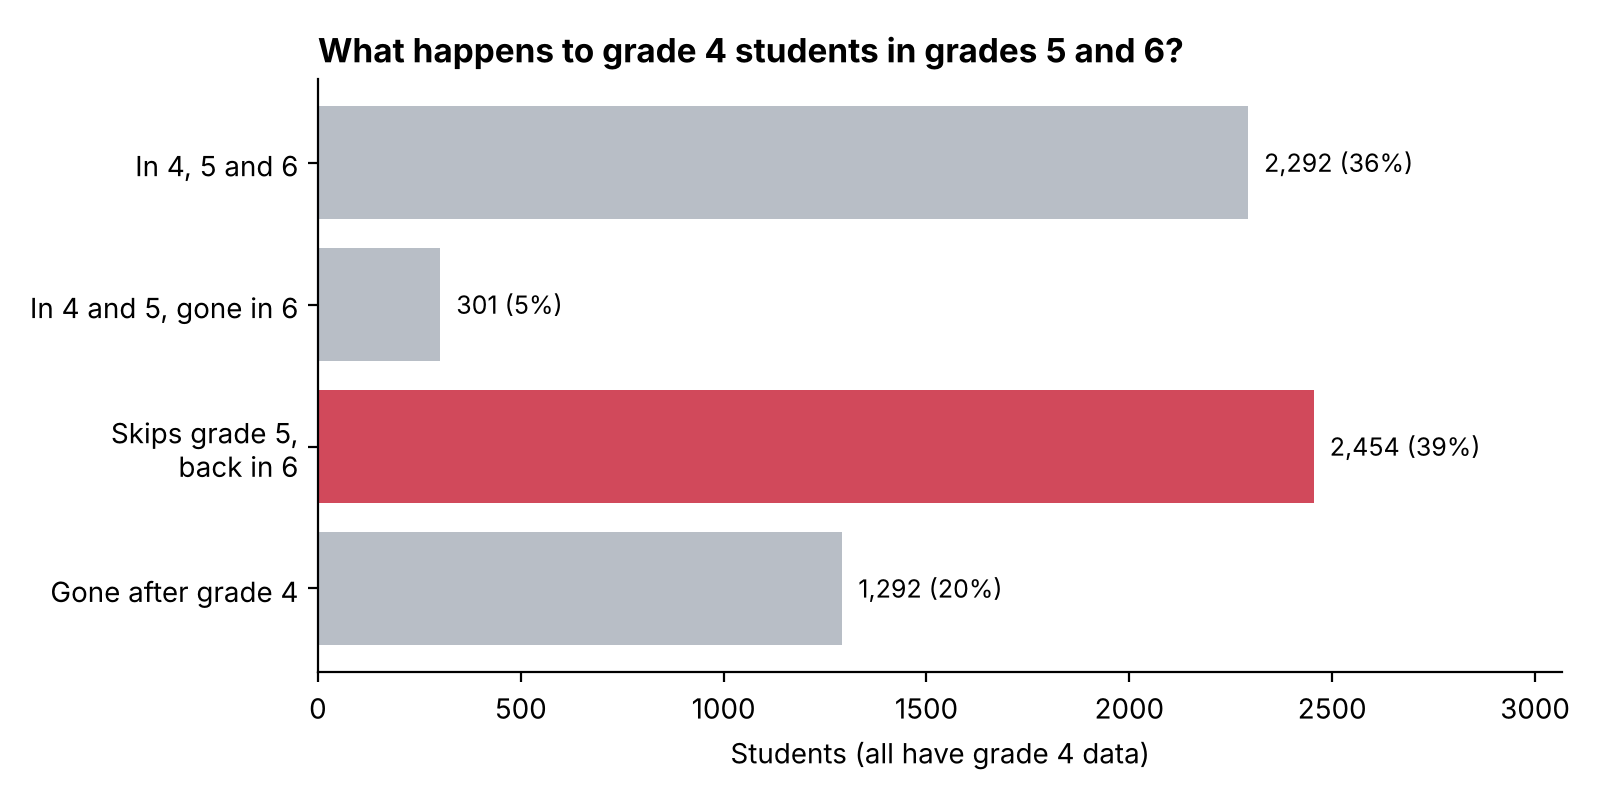 What happens to grade 4 students in grades 5 and 6?
In 4, 5 and 6
2,292 (36%)
In 4 and 5, gone in 6
301 (5%)
Skips grade 5,
back in 6
2,454 (39%)
Gone after grade 4
1,292 (20%)
0 500 1000 1500 2000 2500 3000
Students (all have grade 4 data)